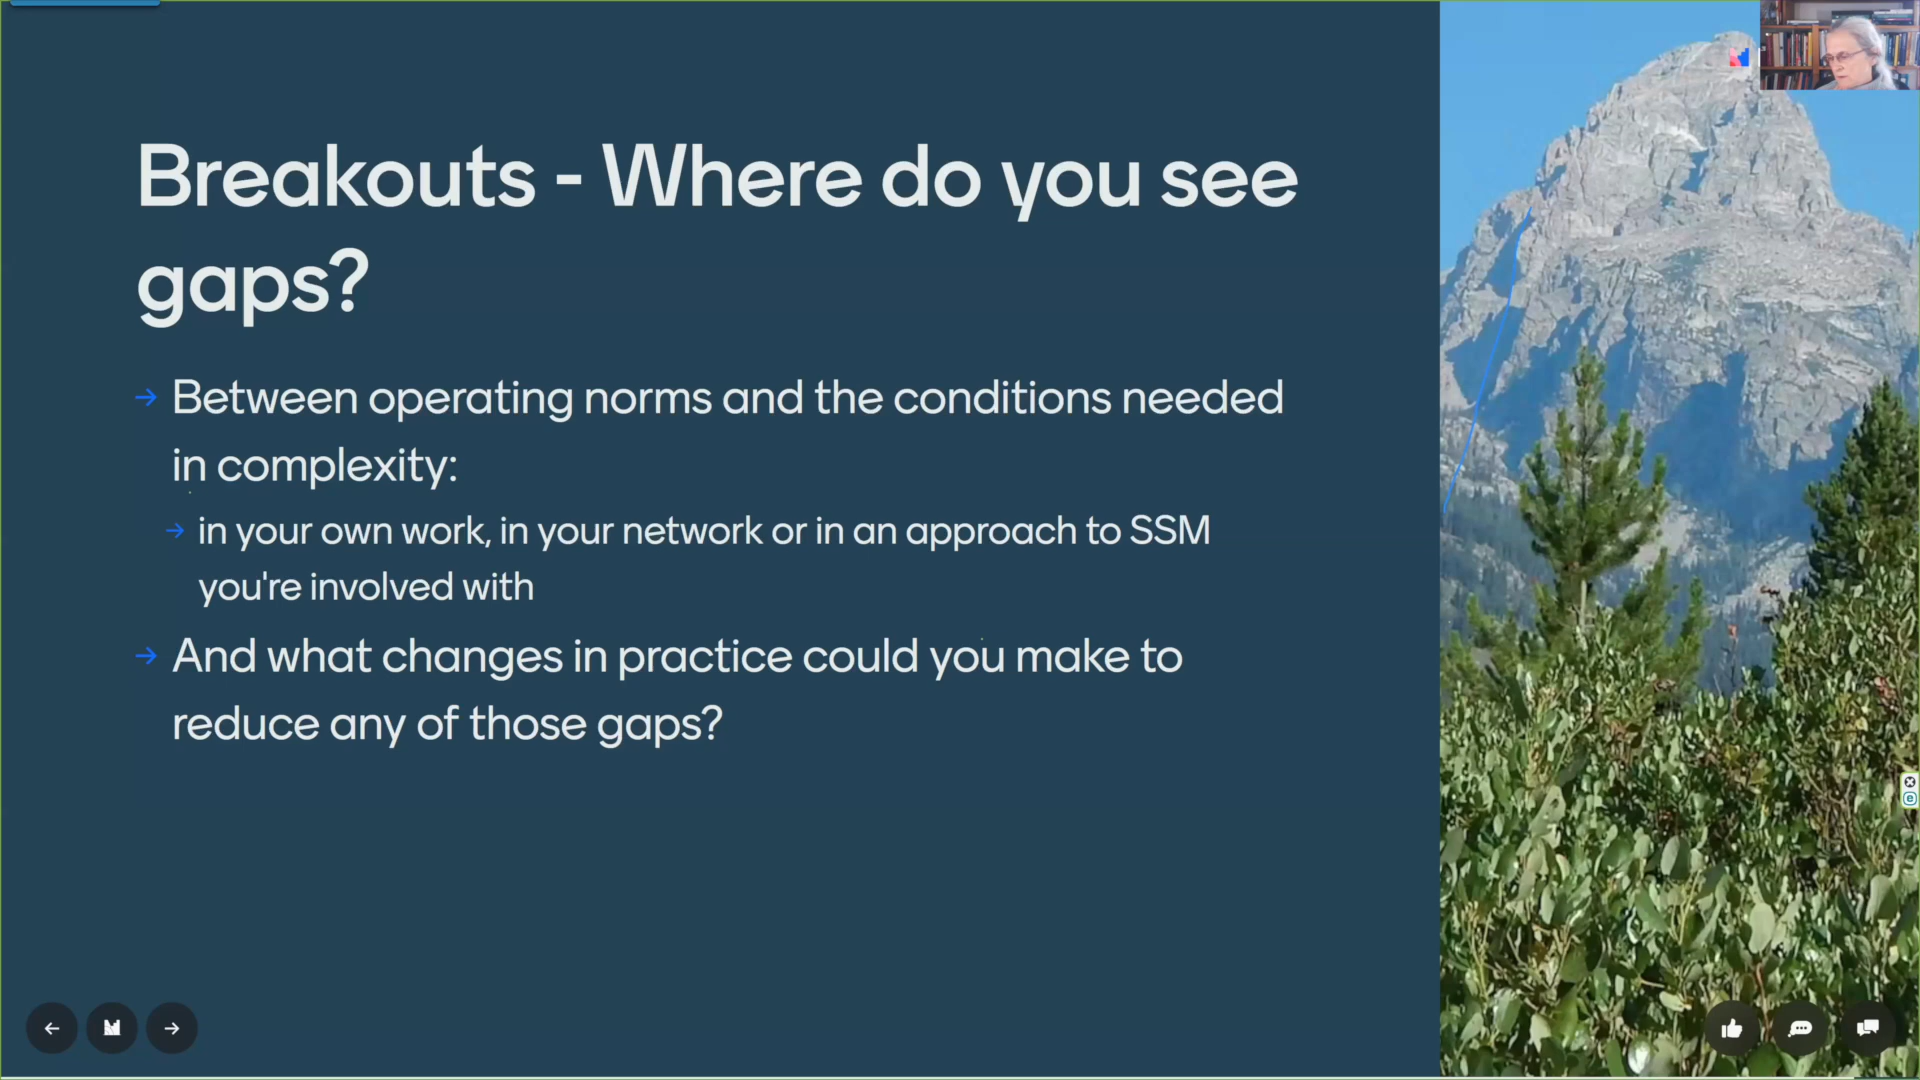 Breakouts - Where do you see
gaps?
→ Between operating norms and the conditions needed
in complexity:
→ in your own work, in your network or in an approach to SSM
you're involved with
→ And what changes in practice could you make to
reduce any of those gaps?